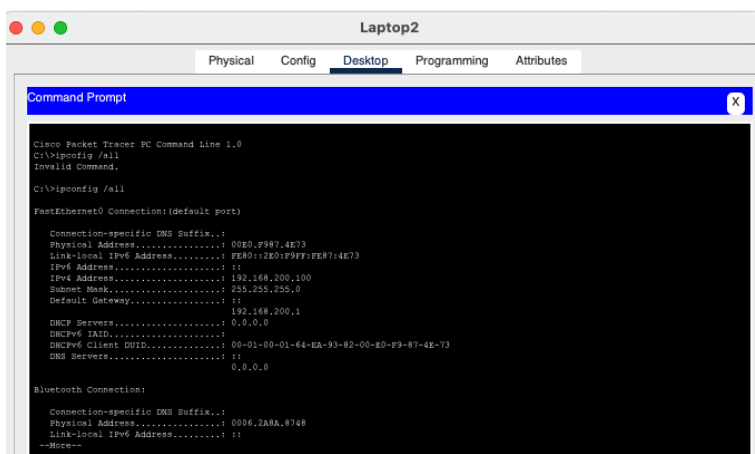 Laptop2
Physical Config Desktop Programming Attributes
Command Prompt
X
Cisco Packet Tracer PC Command Line 1.0
C:\>ipcofig /all
Invalid Command.
C:\>ipconfig /all
FastEthernet0 Connection:(default port)
Connection-specific DNS Suffix..:
Physical Address................: 00E0.F987.4E73
Link-local IPv6 Address.........: FE80::2E0:F9FF:FE87:4E73
IPv6 Address....................: ::
IPv4 Address....................: 192.168.200.100
Subnet Mask.....................: 255.255.255.0
Default Gateway.................: ::
192.168.200.1
DHCP Servers....................: 0.0.0.0
DHCPv6 IAID.....................:
DHCPv6 Client DUID..............: 00-01-00-01-64-EA-93-82-00-E0-F9-87-4E-73
DNS Servers.....................: ::
0.0.0.0
Bluetooth Connection:
Connection-specific DNS Suffix..:
Physical Address................: 0006.2A8A.8748
Link-local IPv6 Address.........: ::
--More--